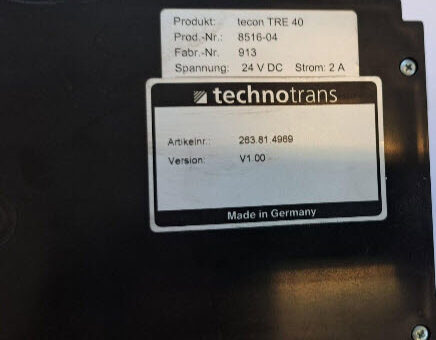 Produkt: tecon TRE 40
Prod.-Nr.: 8516-04
Fabr.-Nr. 913
Spannung: 24 V DC Strom: 2 A
technotrans
Artikelnr.: 263.81.4969
Version: V1.00
Made in Germany